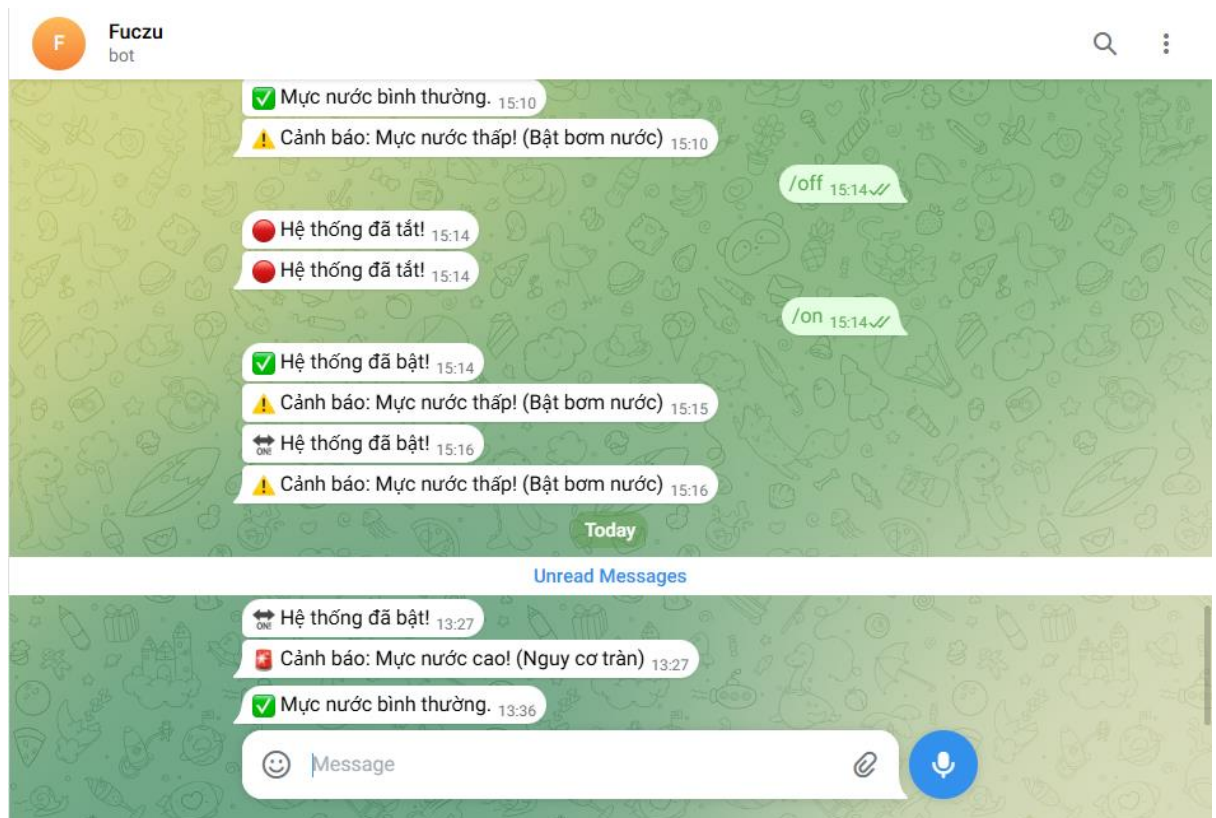 F
Fuczu
bot
✅ Mực nước bình thường. 15:10
⚠️ Cảnh báo: Mực nước thấp! (Bật bơm nước) 15:10
/off 15:14
🔴 Hệ thống đã tắt! 15:14
🔴 Hệ thống đã tắt! 15:14
/on 15:14
✅ Hệ thống đã bật! 15:14
⚠️ Cảnh báo: Mực nước thấp! (Bật bơm nước) 15:15
🔛 Hệ thống đã bật! 15:16
⚠️ Cảnh báo: Mực nước thấp! (Bật bơm nước) 15:16
Today
Unread Messages
🔛 Hệ thống đã bật! 13:27
🚨 Cảnh báo: Mực nước cao! (Nguy cơ tràn) 13:27
✅ Mực nước bình thường. 13:36
Message